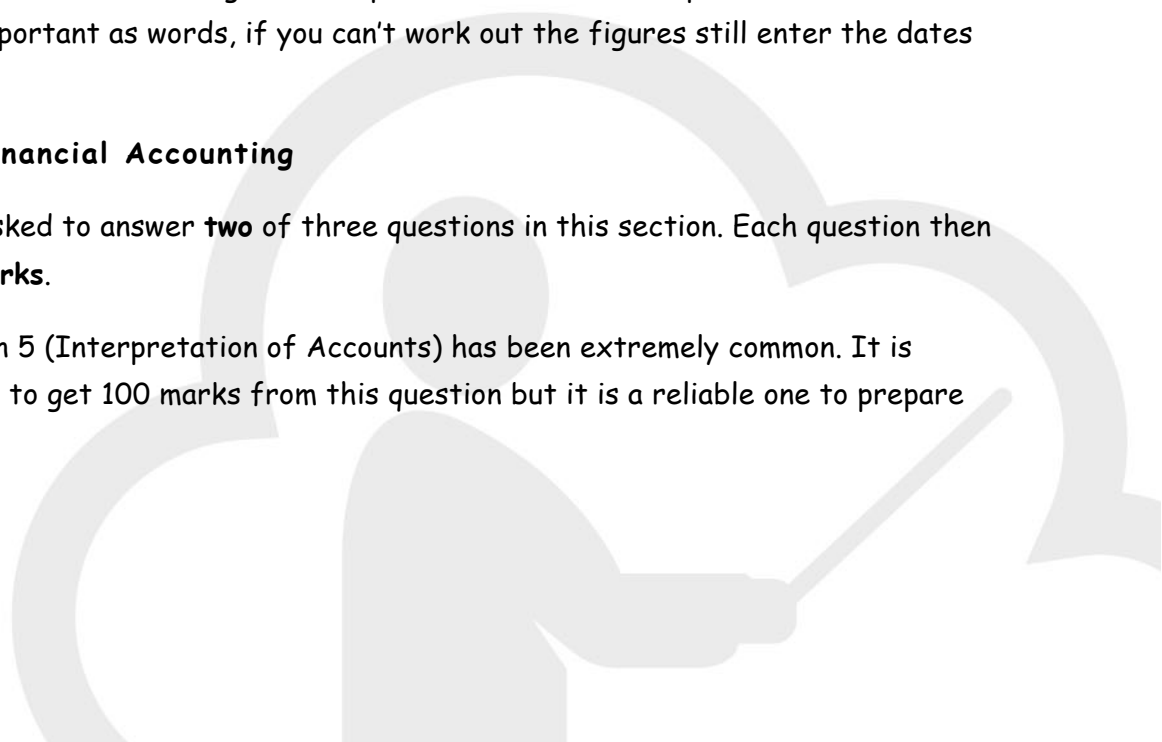 portant as words, if you can't work out the figures still enter the dates
nancial Accounting
sked to answer two of three questions in this section. Each question then
rks.
n 5 (Interpretation of Accounts) has been extremely common. It is
to get 100 marks from this question but it is a reliable one to prepare